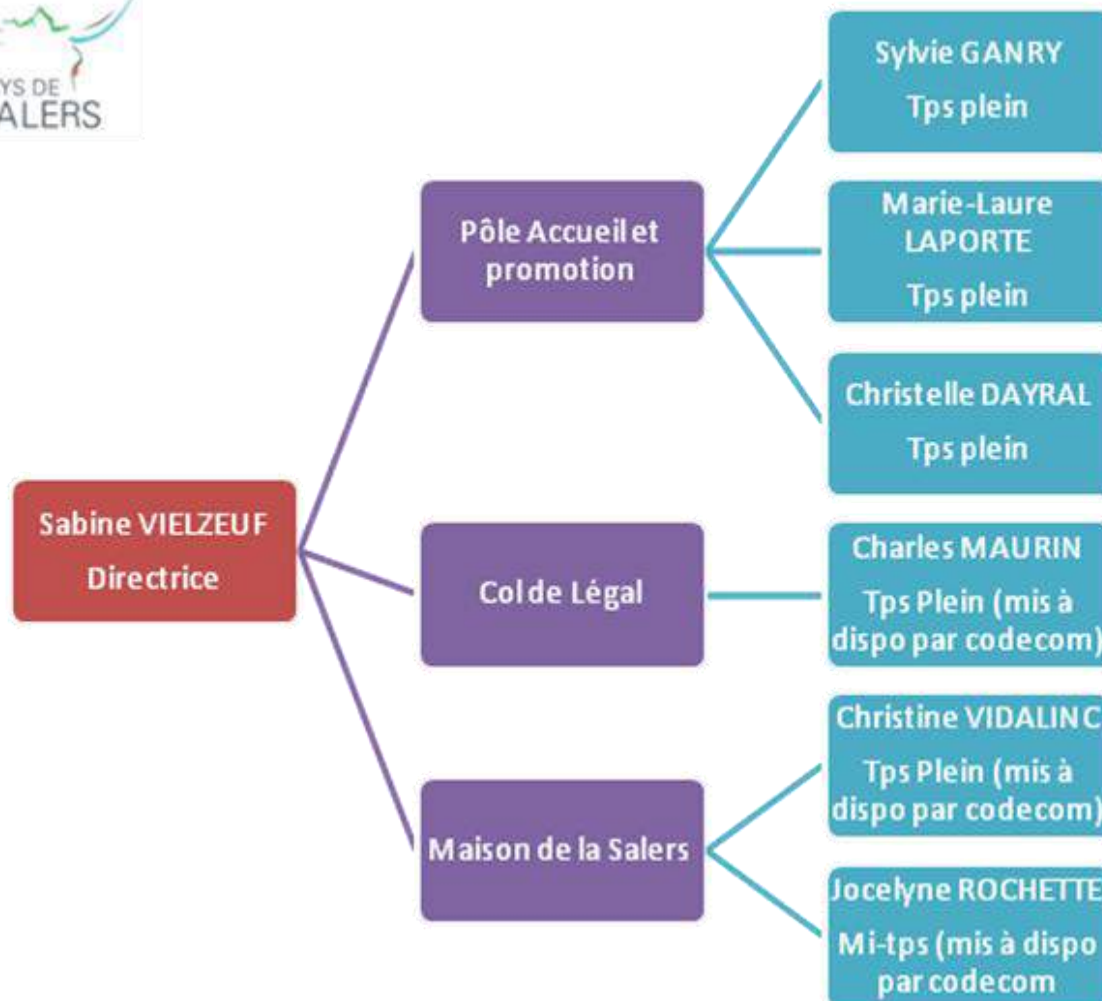 YS DE
ALERS
Sylvie GANRY
Tps plein
Marie-Laure
LAPORTE
Tps plein
Pôle Accueil et
promotion
Christelle DAYRAL
Tps plein
Sabine VIELZEUF
Directrice
Charles MAURIN
Tps Plein (mis à
dispo par codecom)
Col de Légal
Christine VIDALINC
Tps Plein (mis à
dispo par codecom)
Maison de la Salers
Jocelyne ROCHETTE
Mi-tps (mis à dispo
par codecom